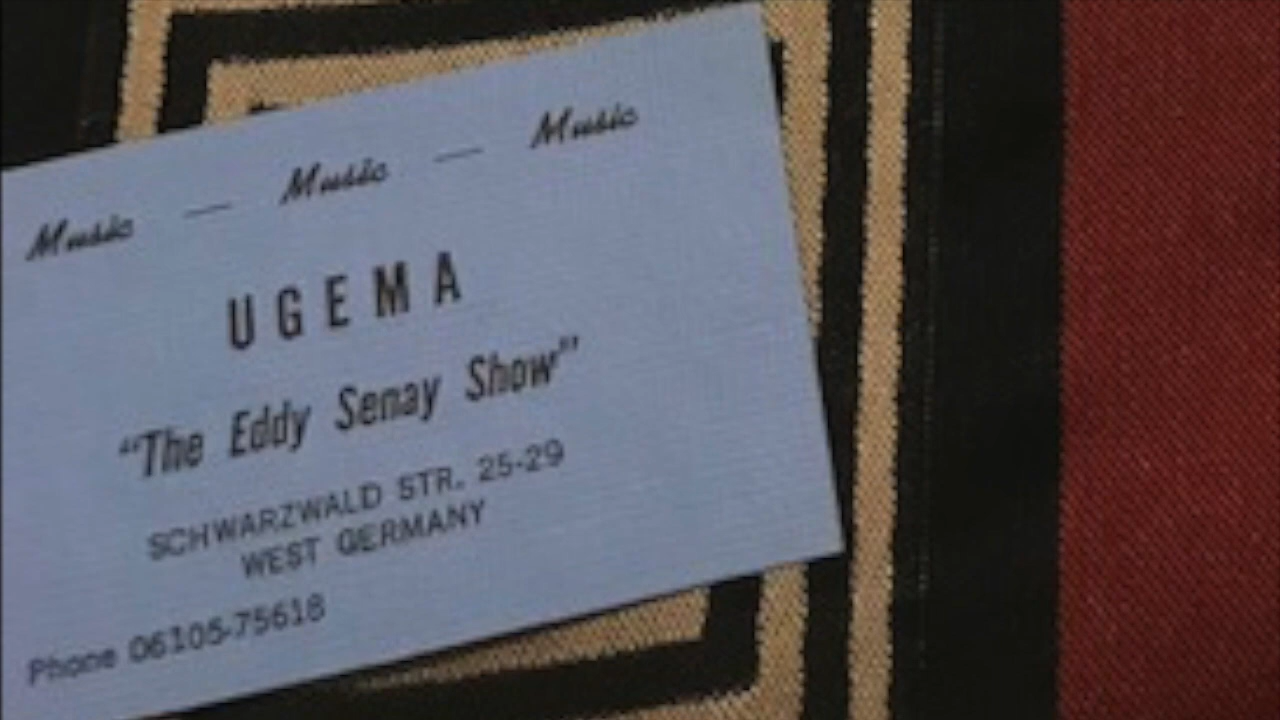 Music — Music — Music
UGEMA
“The Eddy Senay Show”
SCHWARZWALD STR. 25-29
WEST GERMANY
Phone 06105-75618